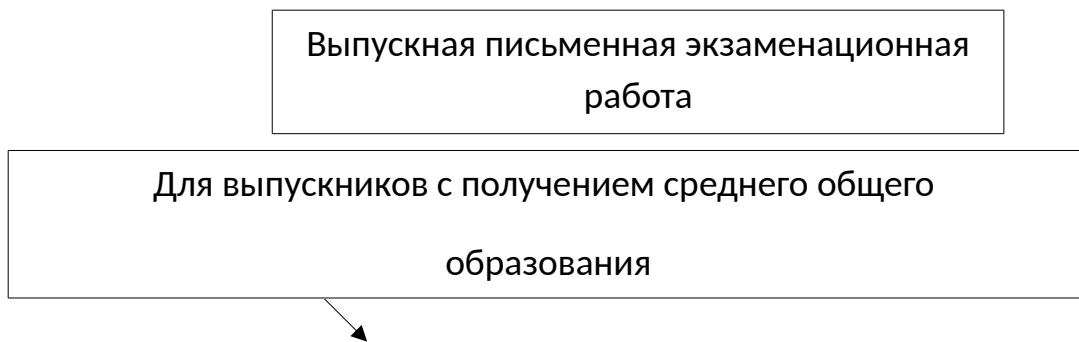 Выпускная письменная экзаменационная
работа
Для выпускников с получением среднего общего
образования